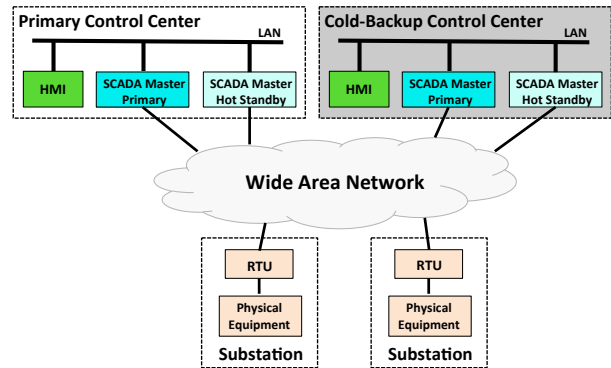 Primary Control Center
LAN
HMI
SCADA Master
Primary
SCADA Master
Hot Standby
Cold-Backup Control Center
LAN
HMI
SCADA Master
Primary
SCADA Master
Hot Standby
Wide Area Network
RTU
Physical
Equipment
Substation
RTU
Physical
Equipment
Substation